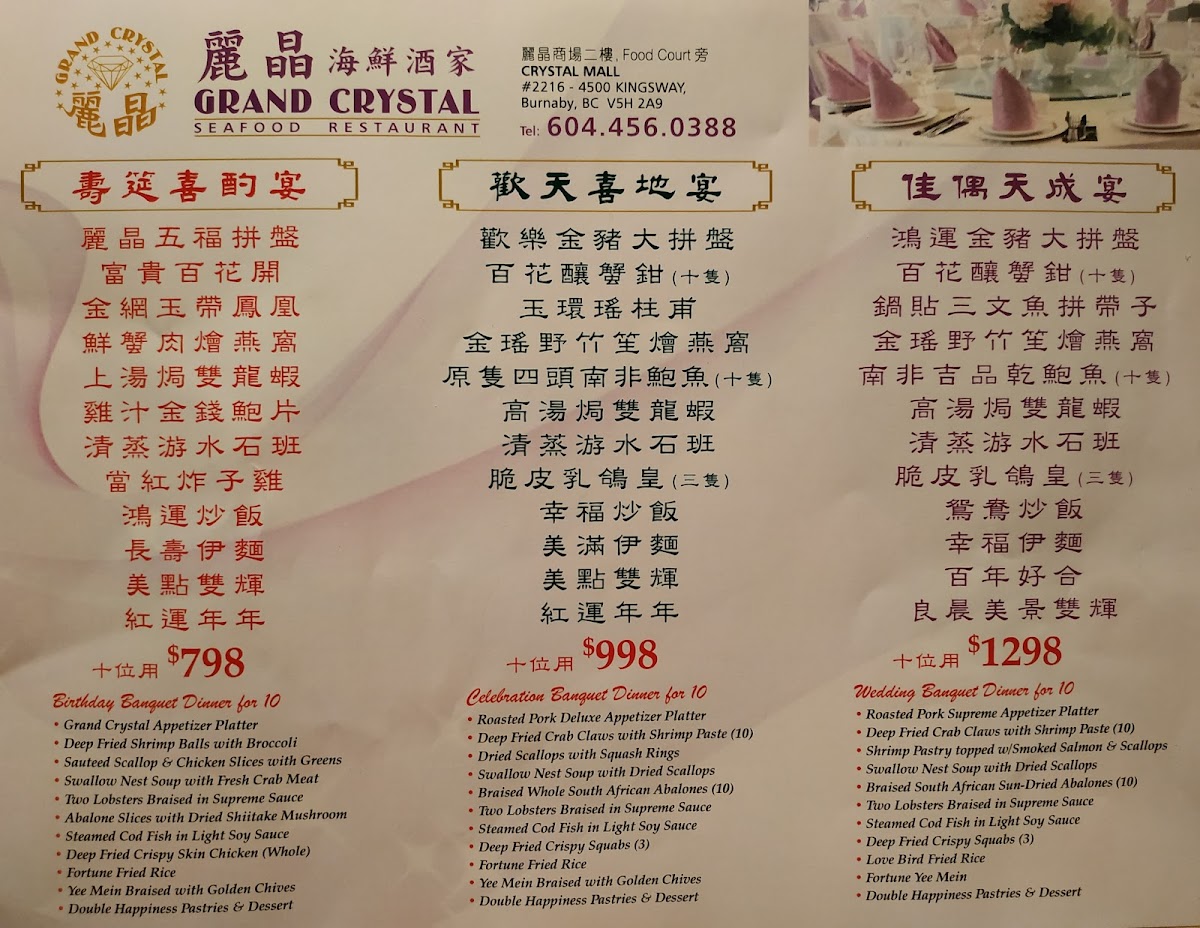 GRAND CRYSTAL
麗晶
麗晶海鮮酒家
GRAND CRYSTAL
SEAFOOD RESTAURANT
麗晶商場二樓, Food Court 旁
CRYSTAL MALL
#2216 - 4500 KINGSWAY,
Burnaby, BC V5H 2A9
Tel: 604.456.0388
壽筵喜酌宴
麗晶五福拼盤
富貴百花開
金網玉帶鳳凰
鮮蟹肉燴燕窩
上湯焗雙龍蝦
雞汁金錢鮑片
清蒸游水石班
當紅炸子雞
鴻運炒飯
長壽伊麵
美點雙輝
紅運年年
十位用 $798
Birthday Banquet Dinner for 10
• Grand Crystal Appetizer Platter
• Deep Fried Shrimp Balls with Broccoli
• Sauteed Scallop & Chicken Slices with Greens
• Swallow Nest Soup with Fresh Crab Meat
• Two Lobsters Braised in Supreme Sauce
• Abalone Slices with Dried Shiitake Mushroom
• Steamed Cod Fish in Light Soy Sauce
• Deep Fried Crispy Skin Chicken (Whole)
• Fortune Fried Rice
• Yee Mein Braised with Golden Chives
• Double Happiness Pastries & Dessert
歡天喜地宴
歡樂金豬大拼盤
百花釀蟹鉗(十隻)
玉環瑤柱甫
金瑤野竹笙燴燕窩
原隻四頭南非鮑魚(十隻)
高湯焗雙龍蝦
清蒸游水石班
脆皮乳鴿皇(三隻)
幸福炒飯
美滿伊麵
美點雙輝
紅運年年
十位用 $998
Celebration Banquet Dinner for 10
• Roasted Pork Deluxe Appetizer Platter
• Deep Fried Crab Claws with Shrimp Paste (10)
• Dried Scallops with Squash Rings
• Swallow Nest Soup with Dried Scallops
• Braised Whole South African Abalones (10)
• Two Lobsters Braised in Supreme Sauce
• Steamed Cod Fish in Light Soy Sauce
• Deep Fried Crispy Squabs (3)
• Fortune Fried Rice
• Yee Mein Braised with Golden Chives
• Double Happiness Pastries & Dessert
佳偶天成宴
鴻運金豬大拼盤
百花釀蟹鉗(十隻)
鍋貼三文魚拼帶子
金瑤野竹笙燴燕窩
南非吉品乾鮑魚(十隻)
高湯焗雙龍蝦
清蒸游水石班
脆皮乳鴿皇(三隻)
鴛鴦炒飯
幸福伊麵
百年好合
良晨美景雙輝
十位用 $1298
Wedding Banquet Dinner for 10
• Roasted Pork Supreme Appetizer Platter
• Deep Fried Crab Claws with Shrimp Paste (10)
• Shrimp Pastry topped w/Smoked Salmon & Scallops
• Swallow Nest Soup with Dried Scallops
• Braised South African Sun-Dried Abalones (10)
• Two Lobsters Braised in Supreme Sauce
• Steamed Cod Fish in Light Soy Sauce
• Deep Fried Crispy Squabs (3)
• Love Bird Fried Rice
• Fortune Yee Mein
• Double Happiness Pastries & Dessert